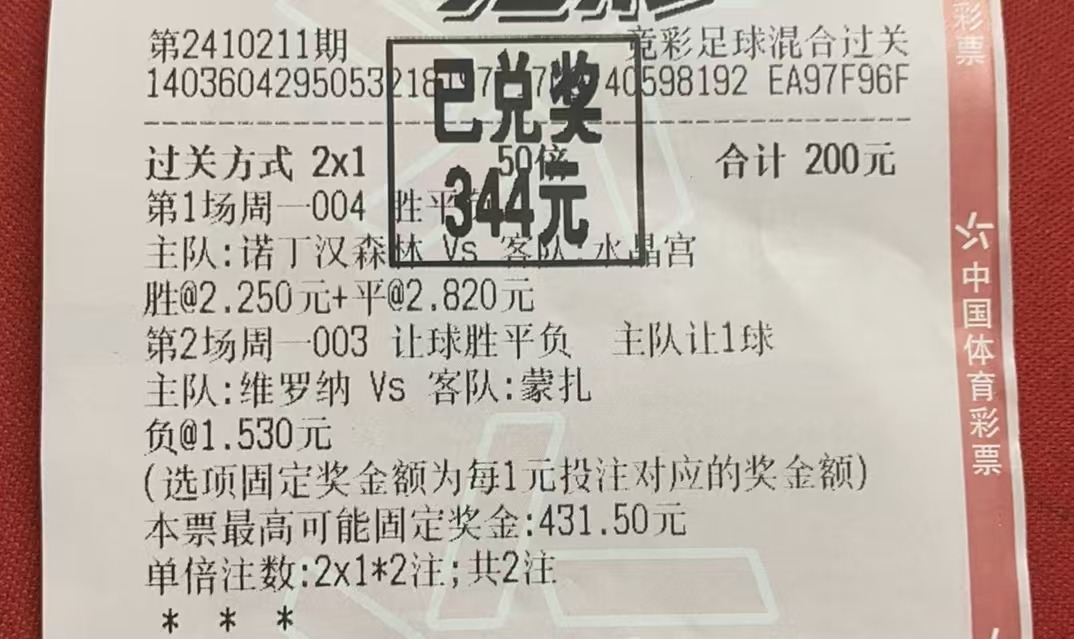 第2410211期 竞彩足球混合过关
1403604295053218 40598192 EA97F96F
已兑奖
344元
过关方式 2x1 50倍 合计 200元
第1场周一004 胜平负
主队:诺丁汉森林 Vs 客队:水晶宫
胜@2.250元+平@2.820元
第2场周一003 让球胜平负 主队让1球
主队:维罗纳 Vs 客队:蒙扎
负@1.530元
(选项固定奖金额为每1元投注对应的奖金额)
本票最高可能固定奖金:431.50元
单倍注数:2x1*2注;共2注
* * *
彩票
中国体育彩票